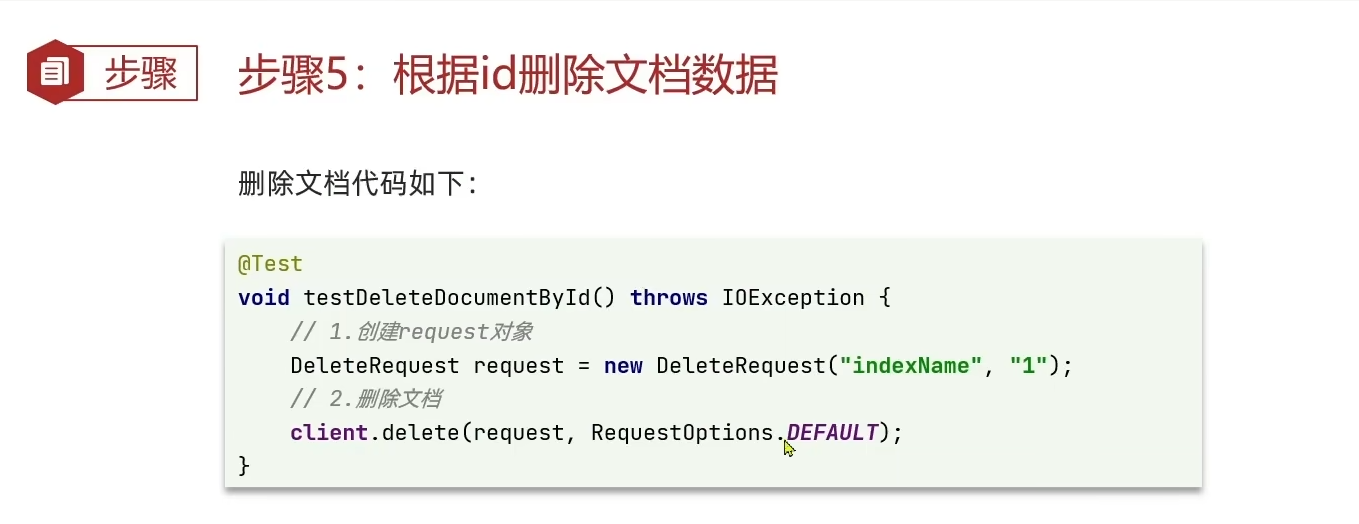 步骤
步骤5：根据id删除文档数据
删除文档代码如下：
@Test
void testDeleteDocumentById() throws IOException {
    // 1.创建request对象
    DeleteRequest request = new DeleteRequest("indexName", "1");
    // 2.删除文档
    client.delete(request, RequestOptions.DEFAULT);
}